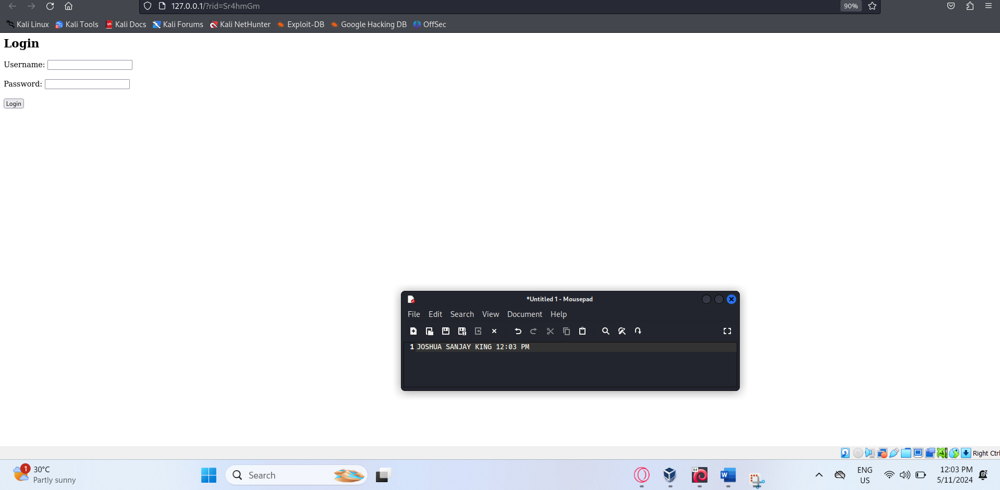 127.0.0.1/?rid=Sr4hmGm
90%
Kali Linux Kali Tools Kali Docs Kali Forums Kali NetHunter Exploit-DB Google Hacking DB OffSec
Login
Username:
Password:
Login
*Untitled 1 - Mousepad
File Edit Search View Document Help
1 JOSHUA SANJAY KING 12:03 PM
Right Ctrl
1
30°C
Partly sunny
Search
64
W
ENG
US
12:03 PM
5/11/2024